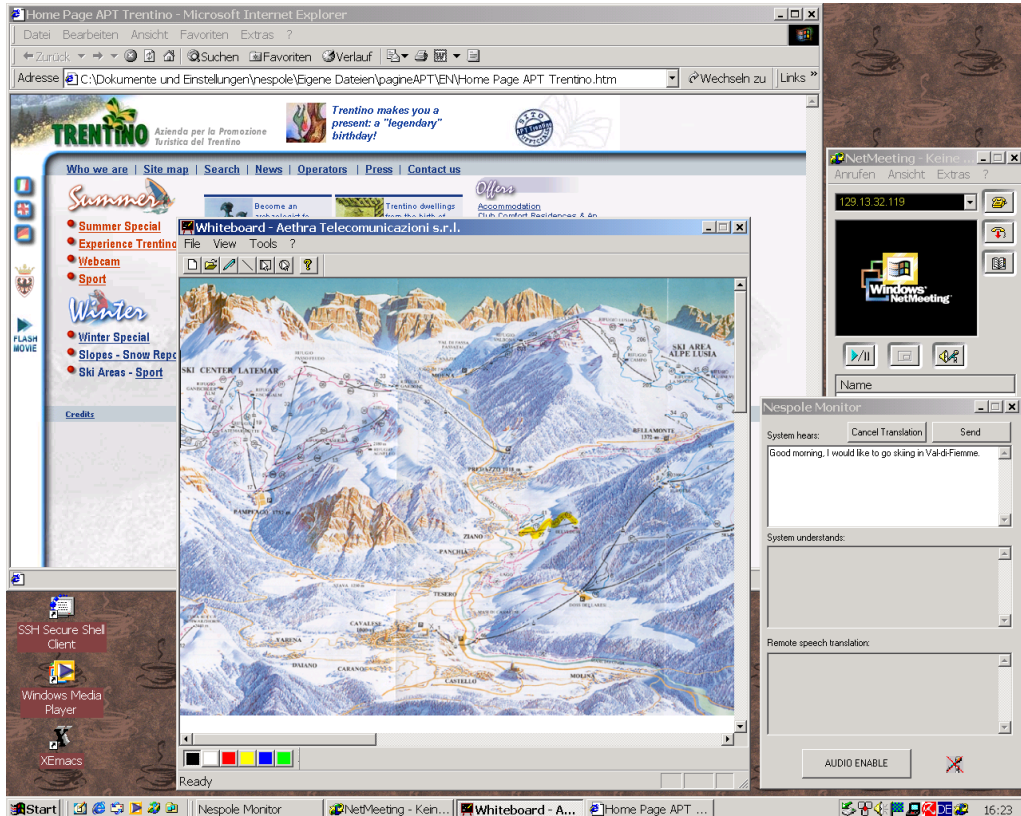 Home Page APT Trentino - Microsoft Internet Explorer
Datei Bearbeiten Ansicht Favoriten Extras ?
Zurück Suchen Favoriten Verlauf
Adresse C:\Dokumente und Einstellungen\nespole\Eigene Dateien\pagineAPT\EN\Home Page APT Trentino.htm Wechseln zu Links »
TRENTINO Azienda per la Promozione
Turistica del Trentino
Trentino makes you a
present: a "legendary"
birthday!
Who we are | Site map | Search | News | Operators | Press | Contact us
Summer
Summer Special
Experience Trentino
Webcam
Sport
Winter
Winter Special
Slopes - Snow Repo
Ski Areas - Sport
Credits
FLASH
MOVIE
Become an
Trentino dwellings
Offers
Accommodation
Club Comfort Residences & Ap
Whiteboard - Aethra Telecomunicazioni s.r.l.
File View Tools ?
SKI AREA
ALPE LUSIA
SKI CENTER LATEMAR
MOENA
BELLAMONTE
1372 m
PREDAZZO 1018 m
PAMPEAGO
ZIANO
PANCHIÀ
TESERO
CAVALESE
VARENA
DAIANO
CARANO
CASTELLO
MOLINA
Ready
NetMeeting - Keine ...
Anrufen Ansicht Extras ?
129.13.32.119
Windows
NetMeeting
Name
Nespole Monitor
System hears: Cancel Translation Send
Good morning, I would like to go skiing in Val-di-Fiemme.
System understands:
Remote speech translation:
AUDIO ENABLE
SSH Secure Shell
Client
Windows Media
Player
XEmacs
Start Nespole Monitor NetMeeting - Kein... Whiteboard - A... Home Page APT ... DE 16:23